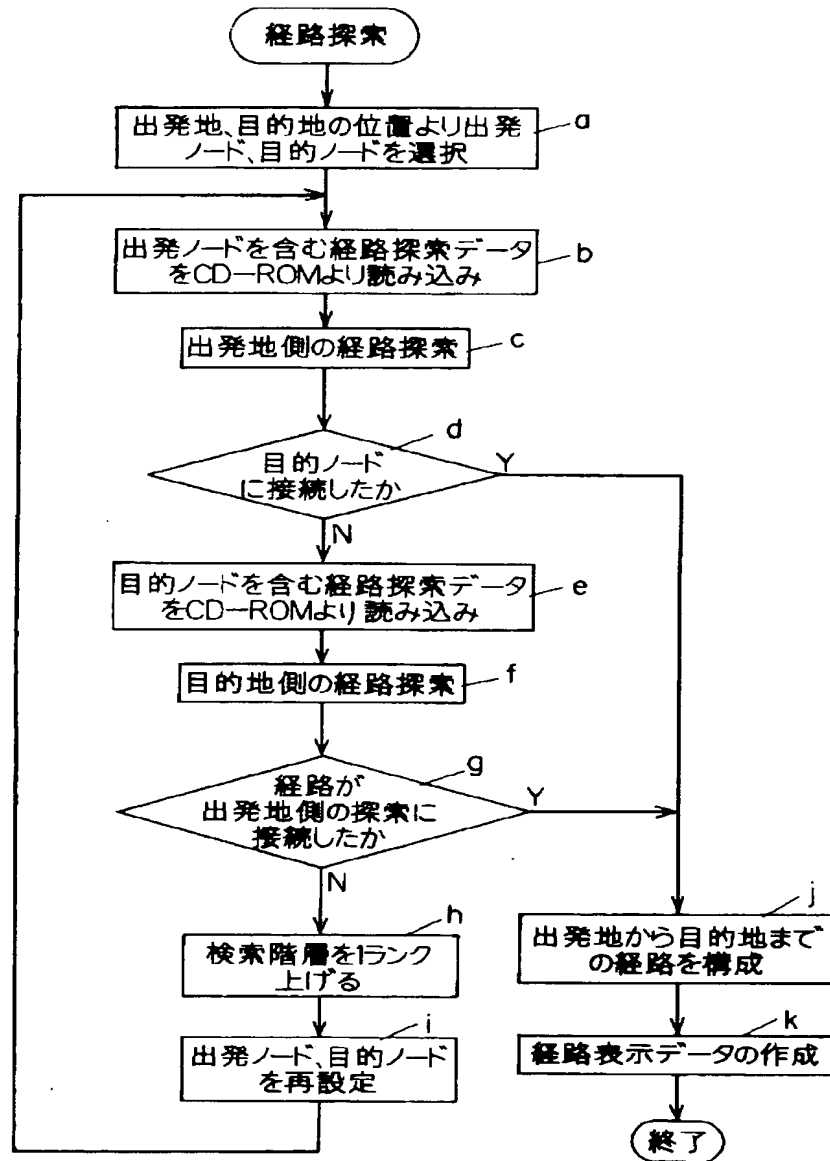 経路探索
出発地、目的地の位置より出発
ノード、目的ノードを選択
a
出発ノードを含む経路探索データ
をCD-ROMより読み込み
b
出発地側の経路探索
c
d
目的ノード
に接続したか
Y
N
目的ノードを含む経路探索データ
をCD-ROMより読み込み
e
目的地側の経路探索
f
g
経路が
出発地側の探索に
接続したか
Y
N
h
検索階層を1ランク
上げる
i
出発ノード、目的ノード
を再設定
j
出発地から目的地まで
の経路を構成
k
経路表示データの作成
終了